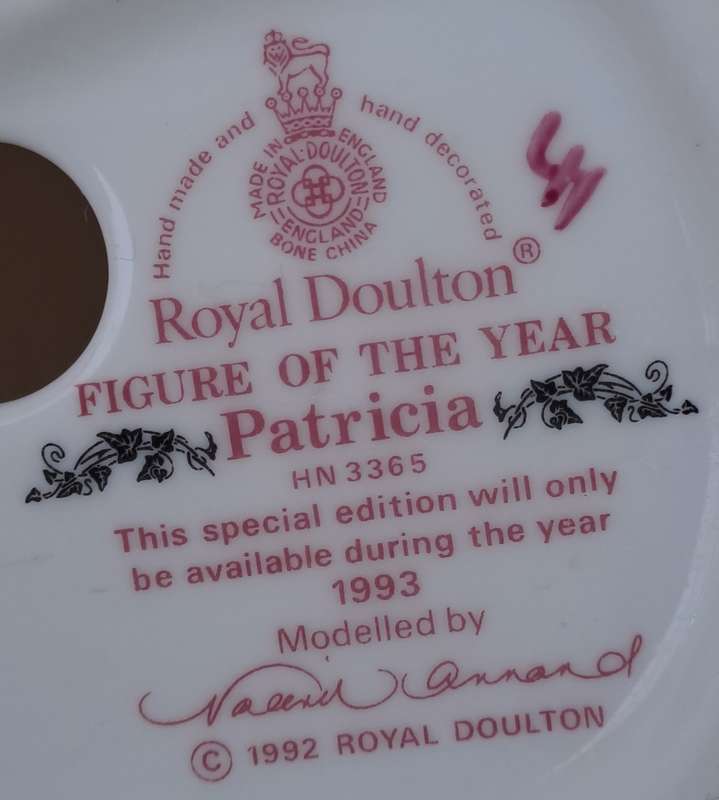 Hand made and hand decorated
MADE IN ENGLAND
ROYAL·DOULTON
ENGLAND
BONE CHINA
Royal Doulton®
FIGURE OF THE YEAR
Patricia
HN 3365
This special edition will only
be available during the year
1993
Modelled by
Valerie Annand
© 1992 ROYAL DOULTON